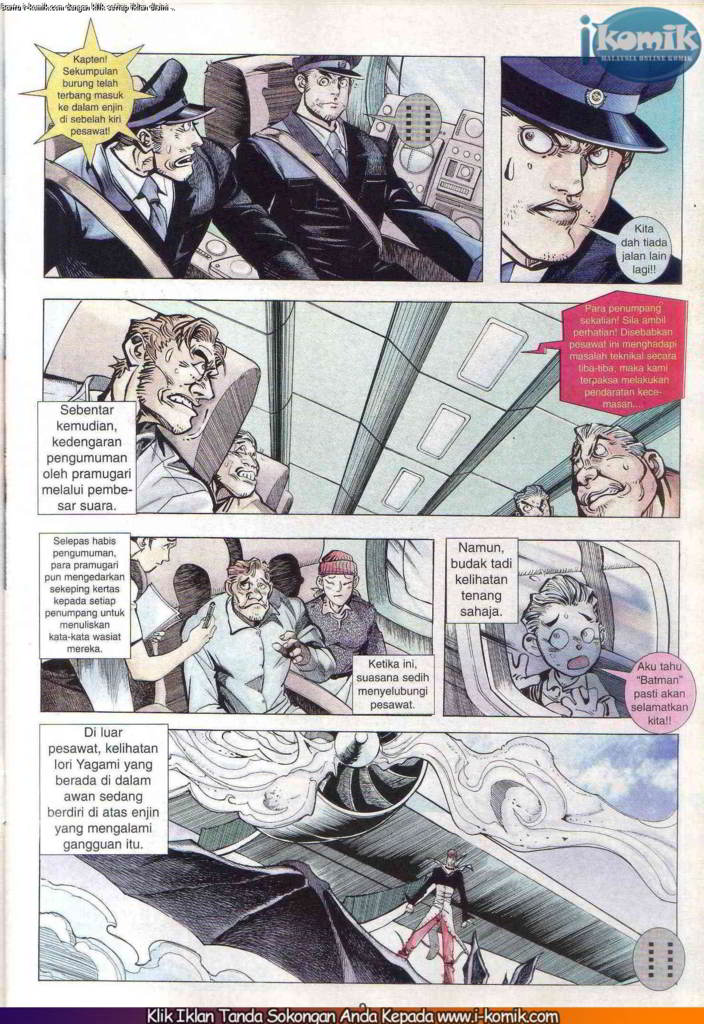 ikomik
MALAYSIA ONLINE KOMIK
Kapten!
Sekumpulan
burung telah
terbang masuk
ke dalam enjin
di sebelah kiri
pesawat!
Kita
dah tiada
jalan lain
lagi!!
Para penumpang
sekalian! Sila ambil
perhatian! Disebabkan
pesawat ini menghadapi
masalah teknikal secara
tiba-tiba, maka kami
terpaksa melakukan
pendaratan kece-
masan....
Sebentar
kemudian,
kedengaran
pengumuman
oleh pramugari
melalui pembe-
sar suara.
Selepas habis
pengumuman,
para pramugari
pun mengedarkan
sekeping kertas
kepada setiap
penumpang untuk
menuliskan
kata-kata wasiat
mereka.
Ketika ini,
suasana sedih
menyelubungi
pesawat.
Namun,
budak tadi
kelihatan
tenang
sahaja.
Aku tahu
“Batman”
pasti akan
selamatkan
kita!!
Di luar
pesawat, kelihatan
Iori Yagami yang
berada di dalam
awan sedang
berdiri di atas enjin
yang mengalami
gangguan itu.
Klik Iklan Tanda Sokongan Anda Kepada www.i-komik.com